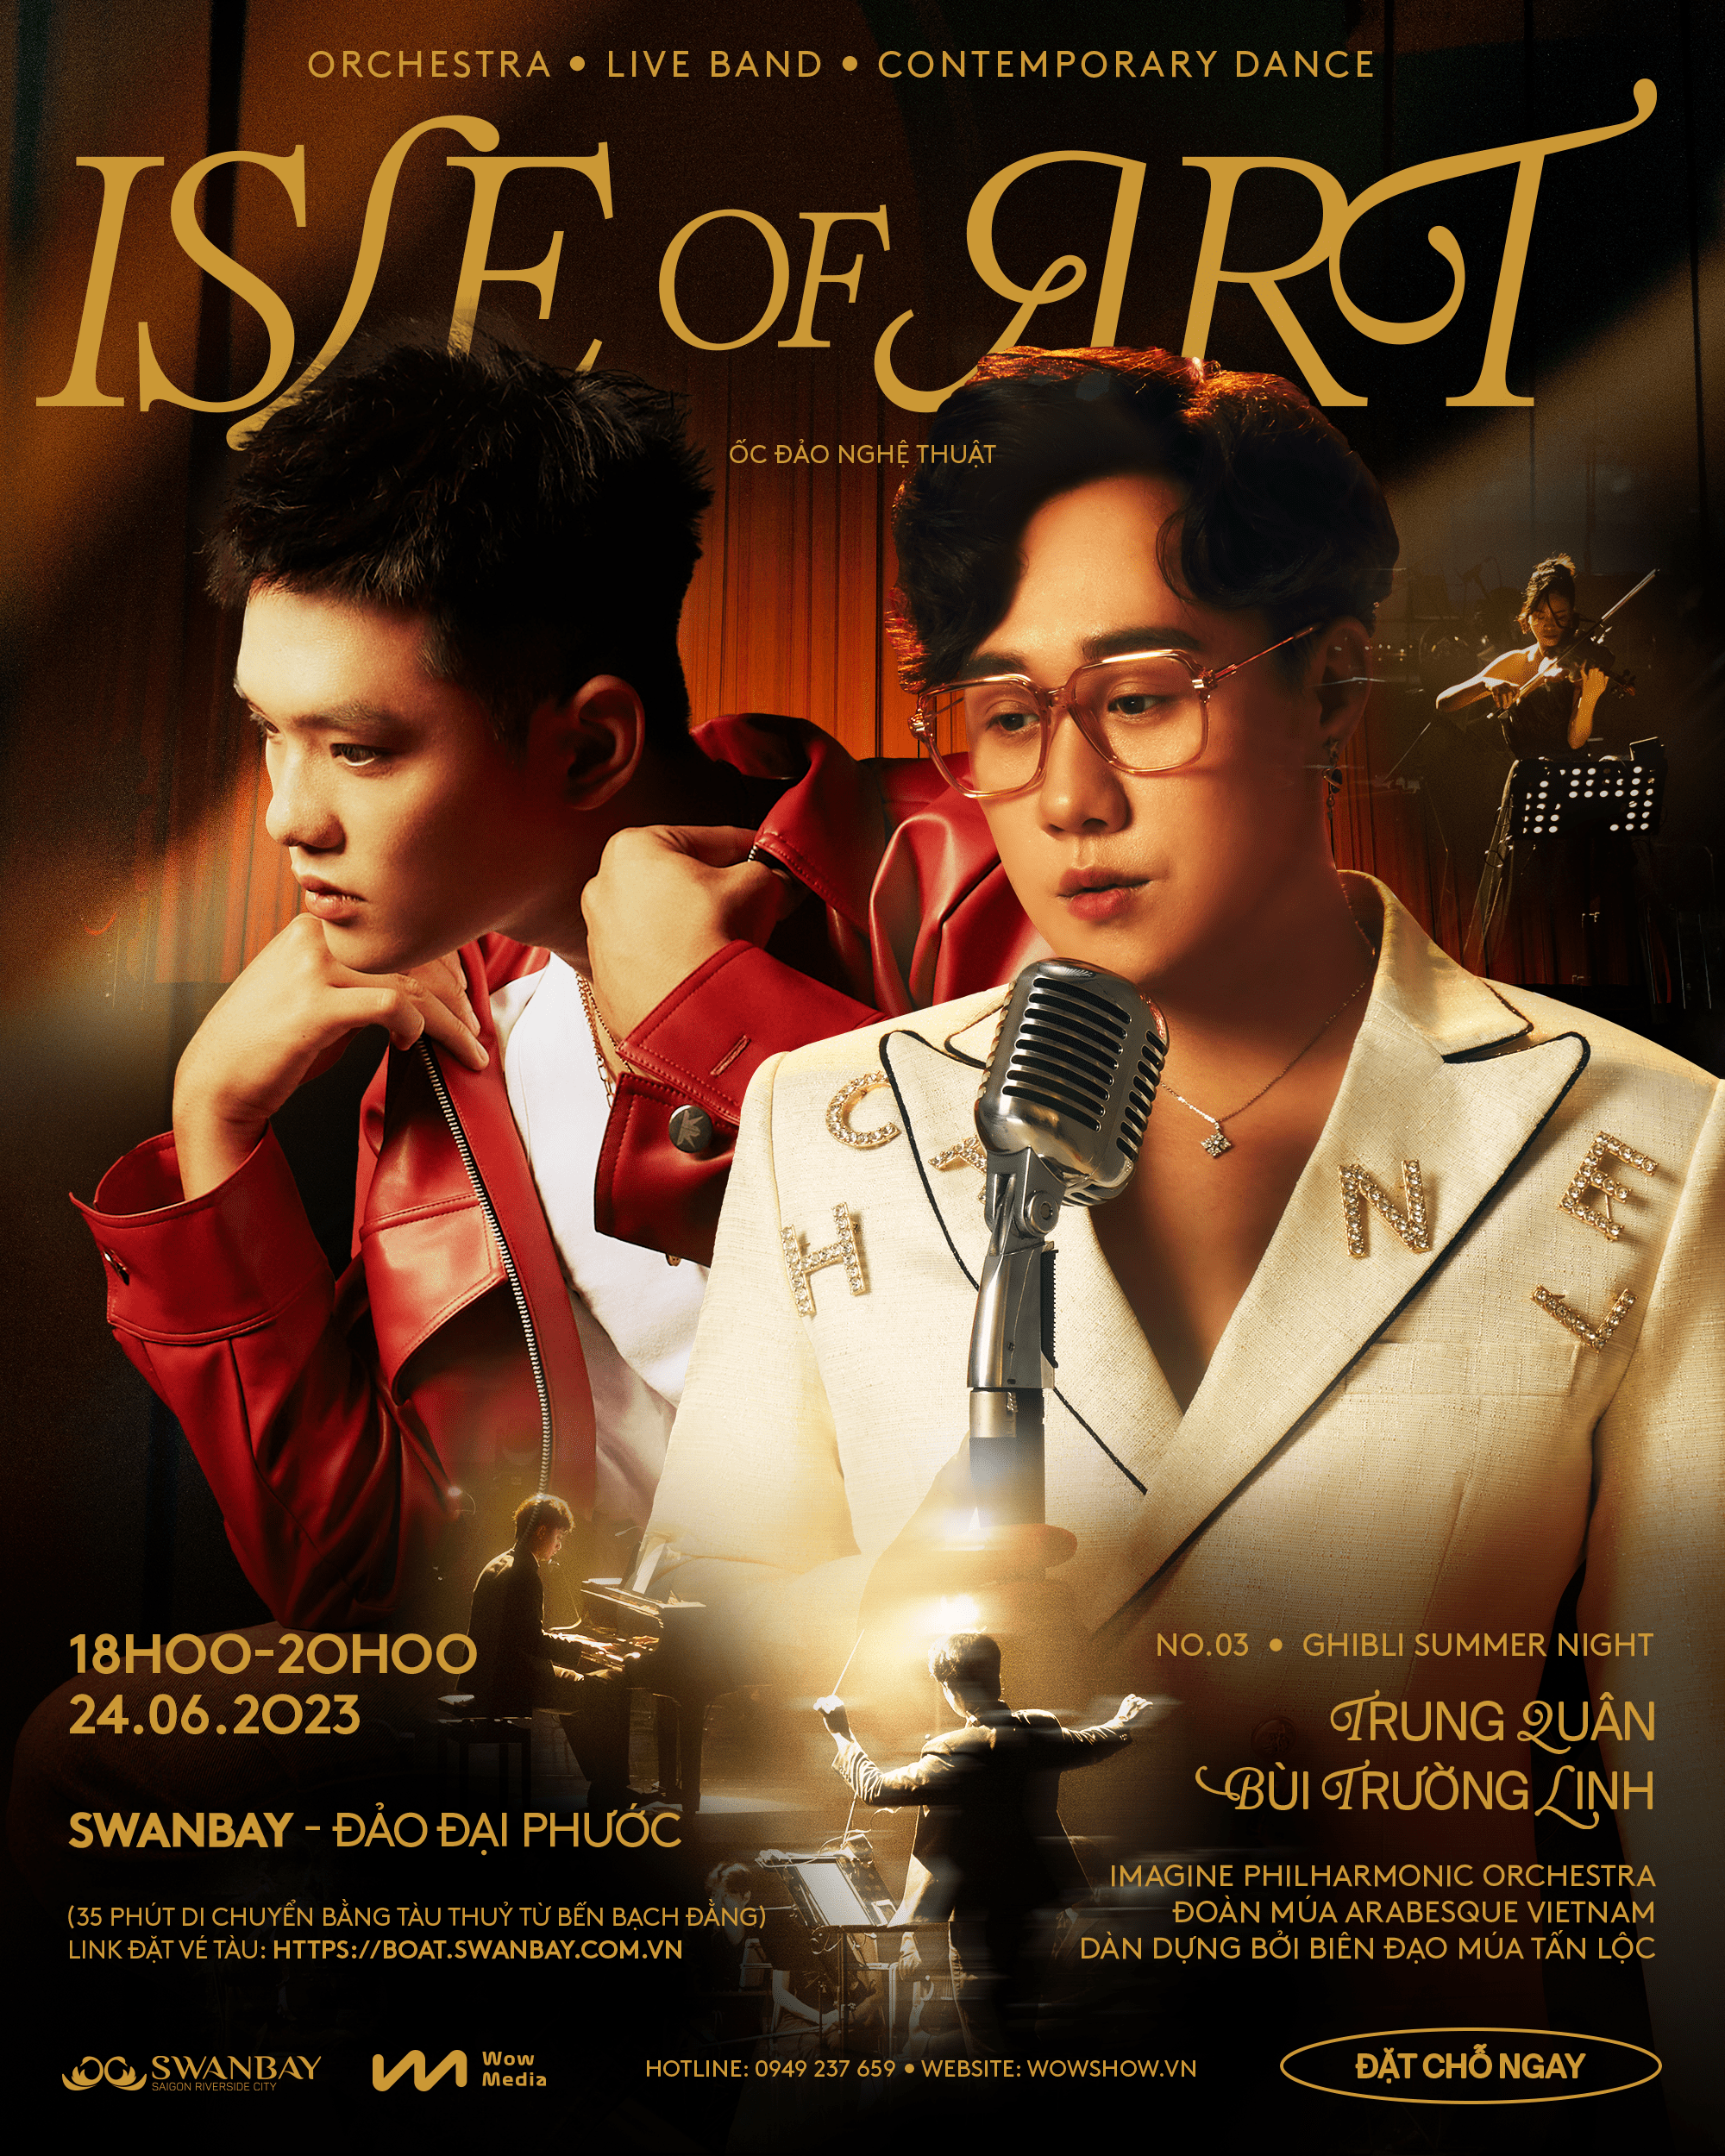 ORCHESTRA • LIVE BAND • CONTEMPORARY DANCE
ISLE OF ART
ỐC ĐẢO NGHỆ THUẬT
C H A N E L
18H00-20H00
24.06.2023
SWANBAY - ĐẢO ĐẠI PHƯỚC
(35 PHÚT DI CHUYỂN BẰNG TÀU THUỶ TỪ BẾN BẠCH ĐẰNG)
LINK ĐẶT VÉ TÀU: HTTPS://BOAT.SWANBAY.COM.VN
NO.03 • GHIBLI SUMMER NIGHT
TRUNG QUÂN
BÙI TRƯỜNG LINH
IMAGINE PHILHARMONIC ORCHESTRA
ĐOÀN MÚA ARABESQUE VIETNAM
DÀN DỰNG BỞI BIÊN ĐẠO MÚA TẤN LỘC
SWANBAY
SAIGON RIVERSIDE CITY
Wow
Media
HOTLINE: 0949 237 659 • WEBSITE: WOWSHOW.VN
ĐẶT CHỖ NGAY